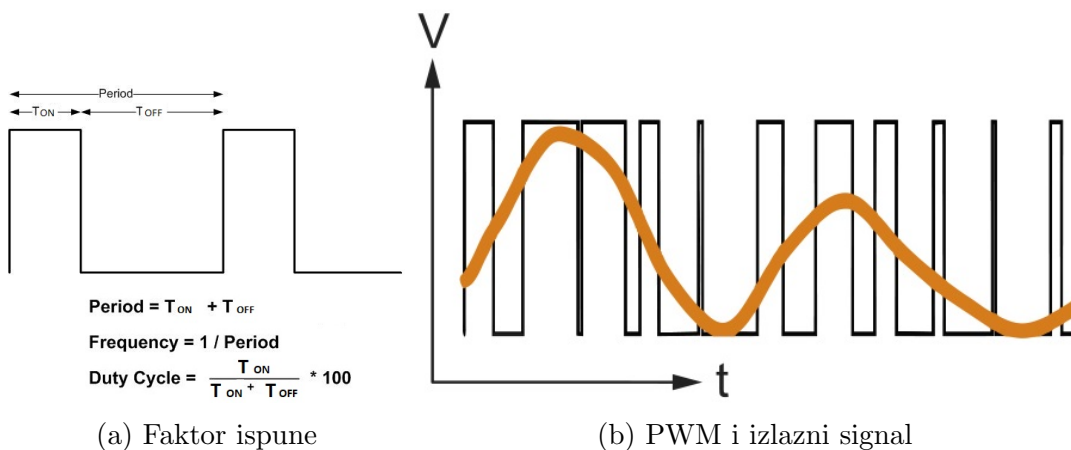 Period
TON TOFF
Period = TON + TOFF
Frequency = 1 / Period
Duty Cycle = TON / TON + TOFF * 100
(a) Faktor ispune
V
t
(b) PWM i izlazni signal